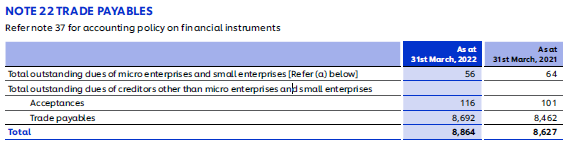 NOTE 22 TRADE PAYABLES
Refer note 37 for accounting policy on financial instruments
As at 31st March, 2022 As at 31st March, 2021
Total outstanding dues of micro enterprises and small enterprises [Refer (a) below] 56 64
Total outstanding dues of creditors other than micro enterprises and small enterprises
Acceptances 116 101
Trade payables 8,692 8,462
Total 8,864 8,627